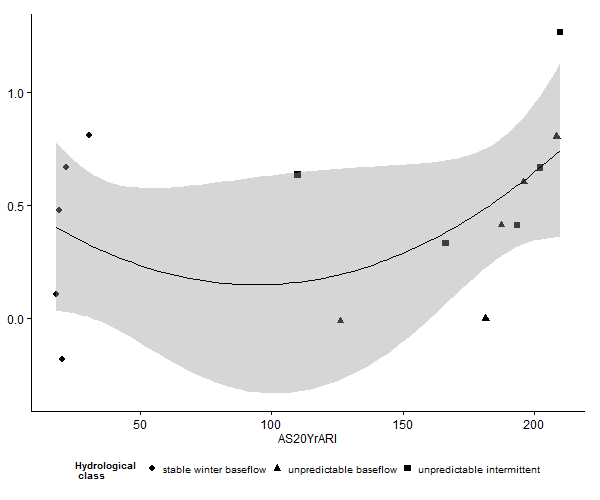 1.0
0.5
0.0
50 100 150 200
AS20YrARI
Hydrological
class
stable winter baseflow unpredictable baseflow unpredictable intermittent